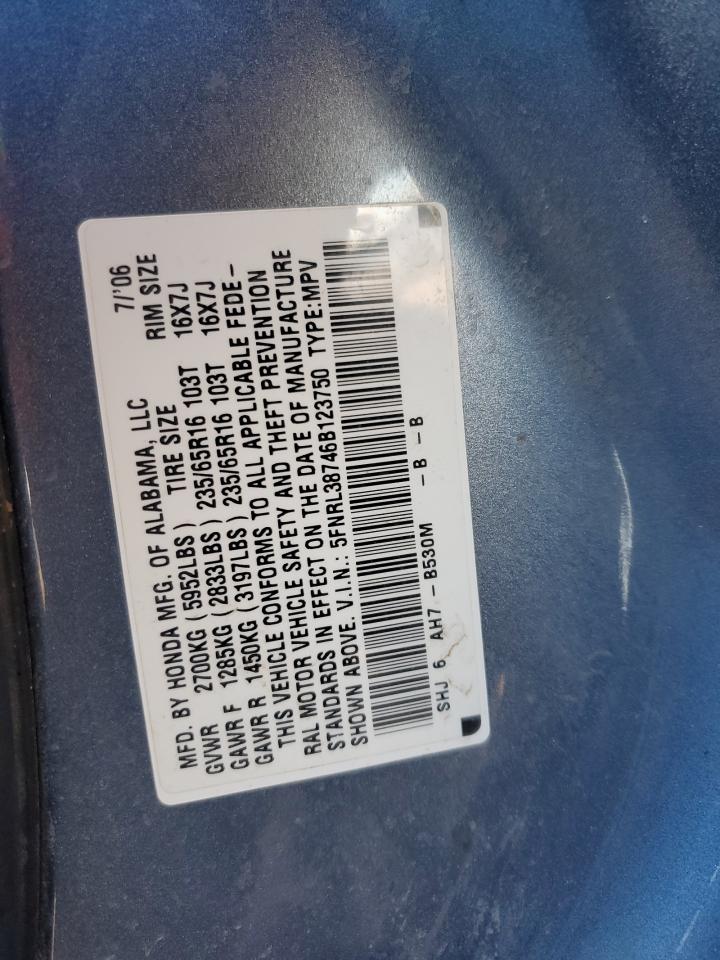 MFD. BY HONDA MFG. OF ALABAMA, LLC 7/'06
GVWR 2700KG (5952LBS) TIRE SIZE RIM SIZE
GAWR F 1285KG (2833LBS) 235/65R16 103T 16X7J
GAWR R 1450KG (3197LBS) 235/65R16 103T 16X7J
THIS VEHICLE CONFORMS TO ALL APPLICABLE FEDE-
RAL MOTOR VEHICLE SAFETY AND THEFT PREVENTION
STANDARDS IN EFFECT ON THE DATE OF MANUFACTURE
SHOWN ABOVE. V.I.N.: 5FNRL38746B123750 TYPE:MPV
SHJ 6 AH7 - B530M - B - B